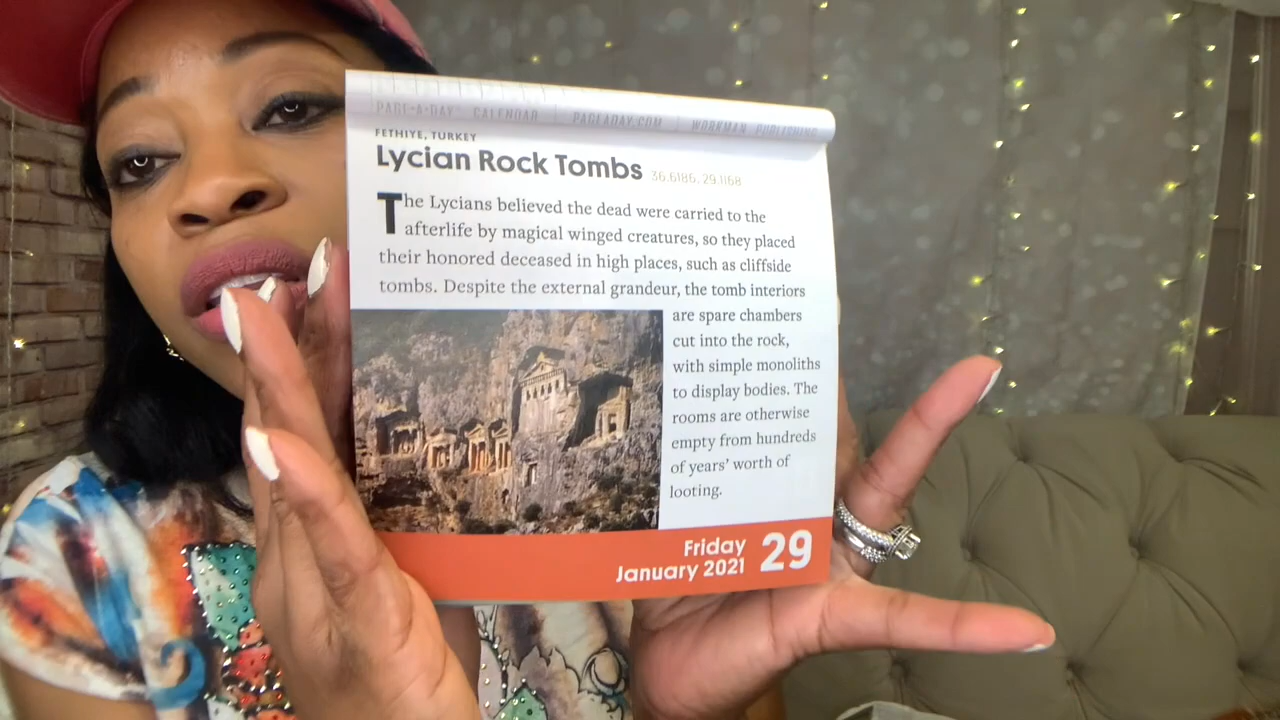 PAGE-A-DAY® CALENDAR | PAGEADAY.COM | WORKMAN PUBLISHING
FETHIYE, TURKEY
Lycian Rock Tombs 36.6186, 29.1168
The Lycians believed the dead were carried to the
afterlife by magical winged creatures, so they placed
their honored deceased in high places, such as cliffside
tombs. Despite the external grandeur, the tomb interiors
are spare chambers
cut into the rock,
with simple monoliths
to display bodies. The
rooms are otherwise
empty from hundreds
of years' worth of
looting.
Friday
January 2021 29